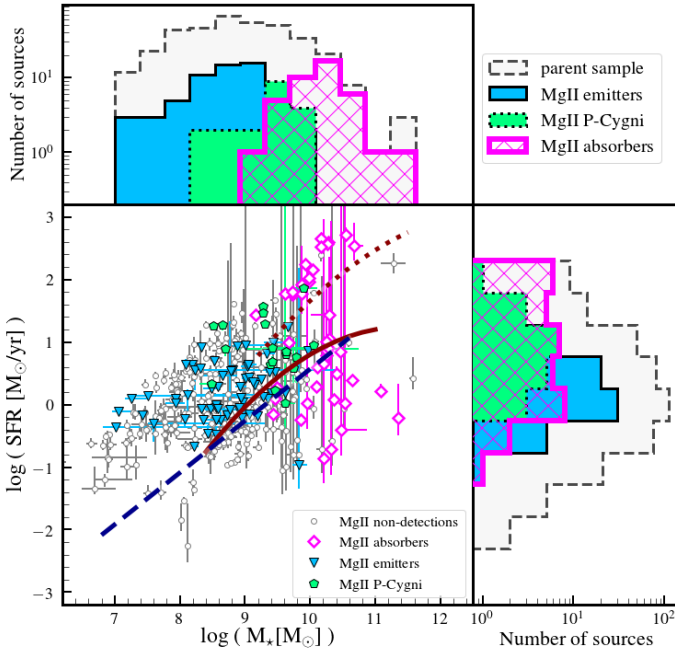 Number of sources
10¹
10⁰
parent sample
MgII emitters
MgII P-Cygni
MgII absorbers
log ( SFR [M⊙/yr] )
3
2
1
0
−1
−2
−3
MgII non-detections
MgII absorbers
MgII emitters
MgII P-Cygni
7 8 9 10 11 12
log ( M⋆[M⊙] )
10⁰ 10¹ 10²
Number of sources